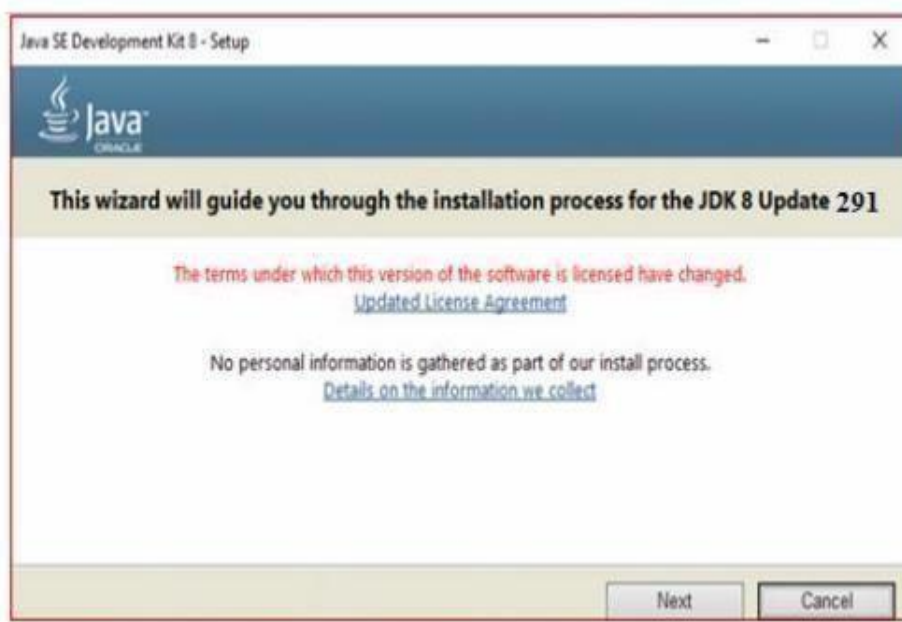 Java SE Development Kit 8 - Setup
Java™
ORACLE
This wizard will guide you through the installation process for the JDK 8 Update 291
The terms under which this version of the software is licensed have changed.
Updated License Agreement
No personal information is gathered as part of our install process.
Details on the information we collect
Next
Cancel